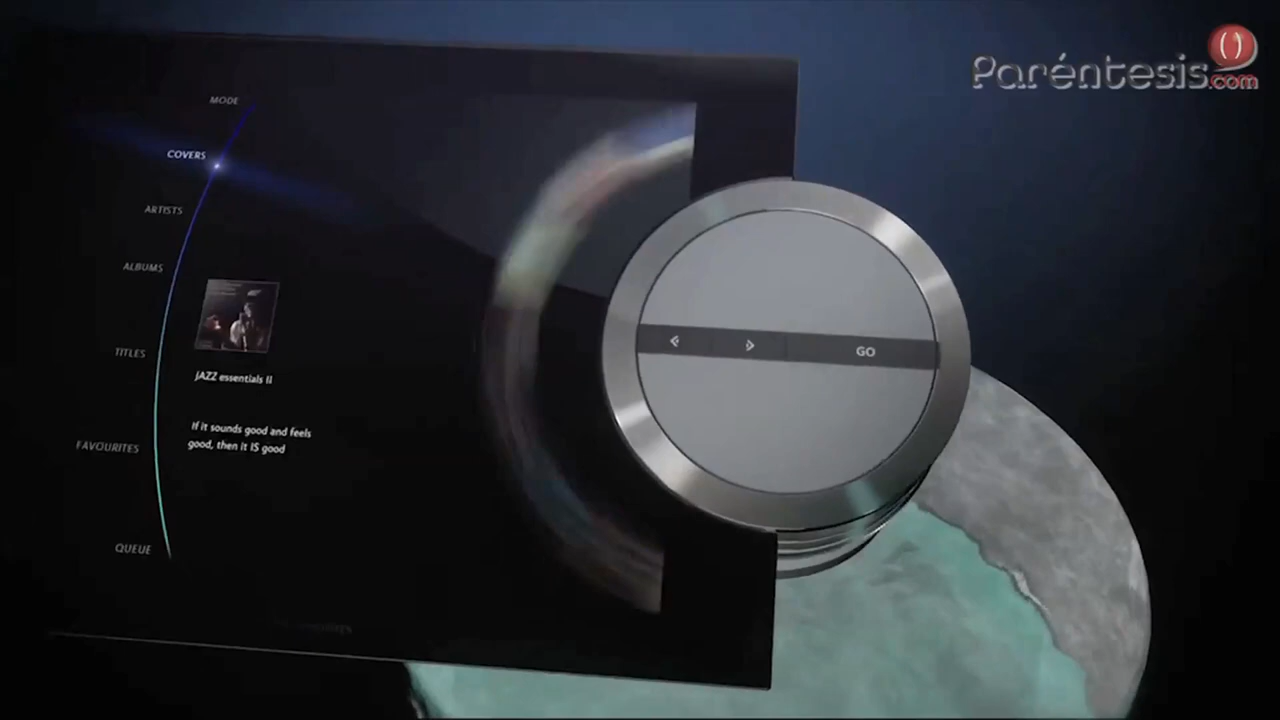 Paréntesis.com
MODE
COVERS
ARTISTS
ALBUMS
TITLES
FAVOURITES
QUEUE
JAZZ essentials II
If it sounds good and feels
good, then it IS good
GO